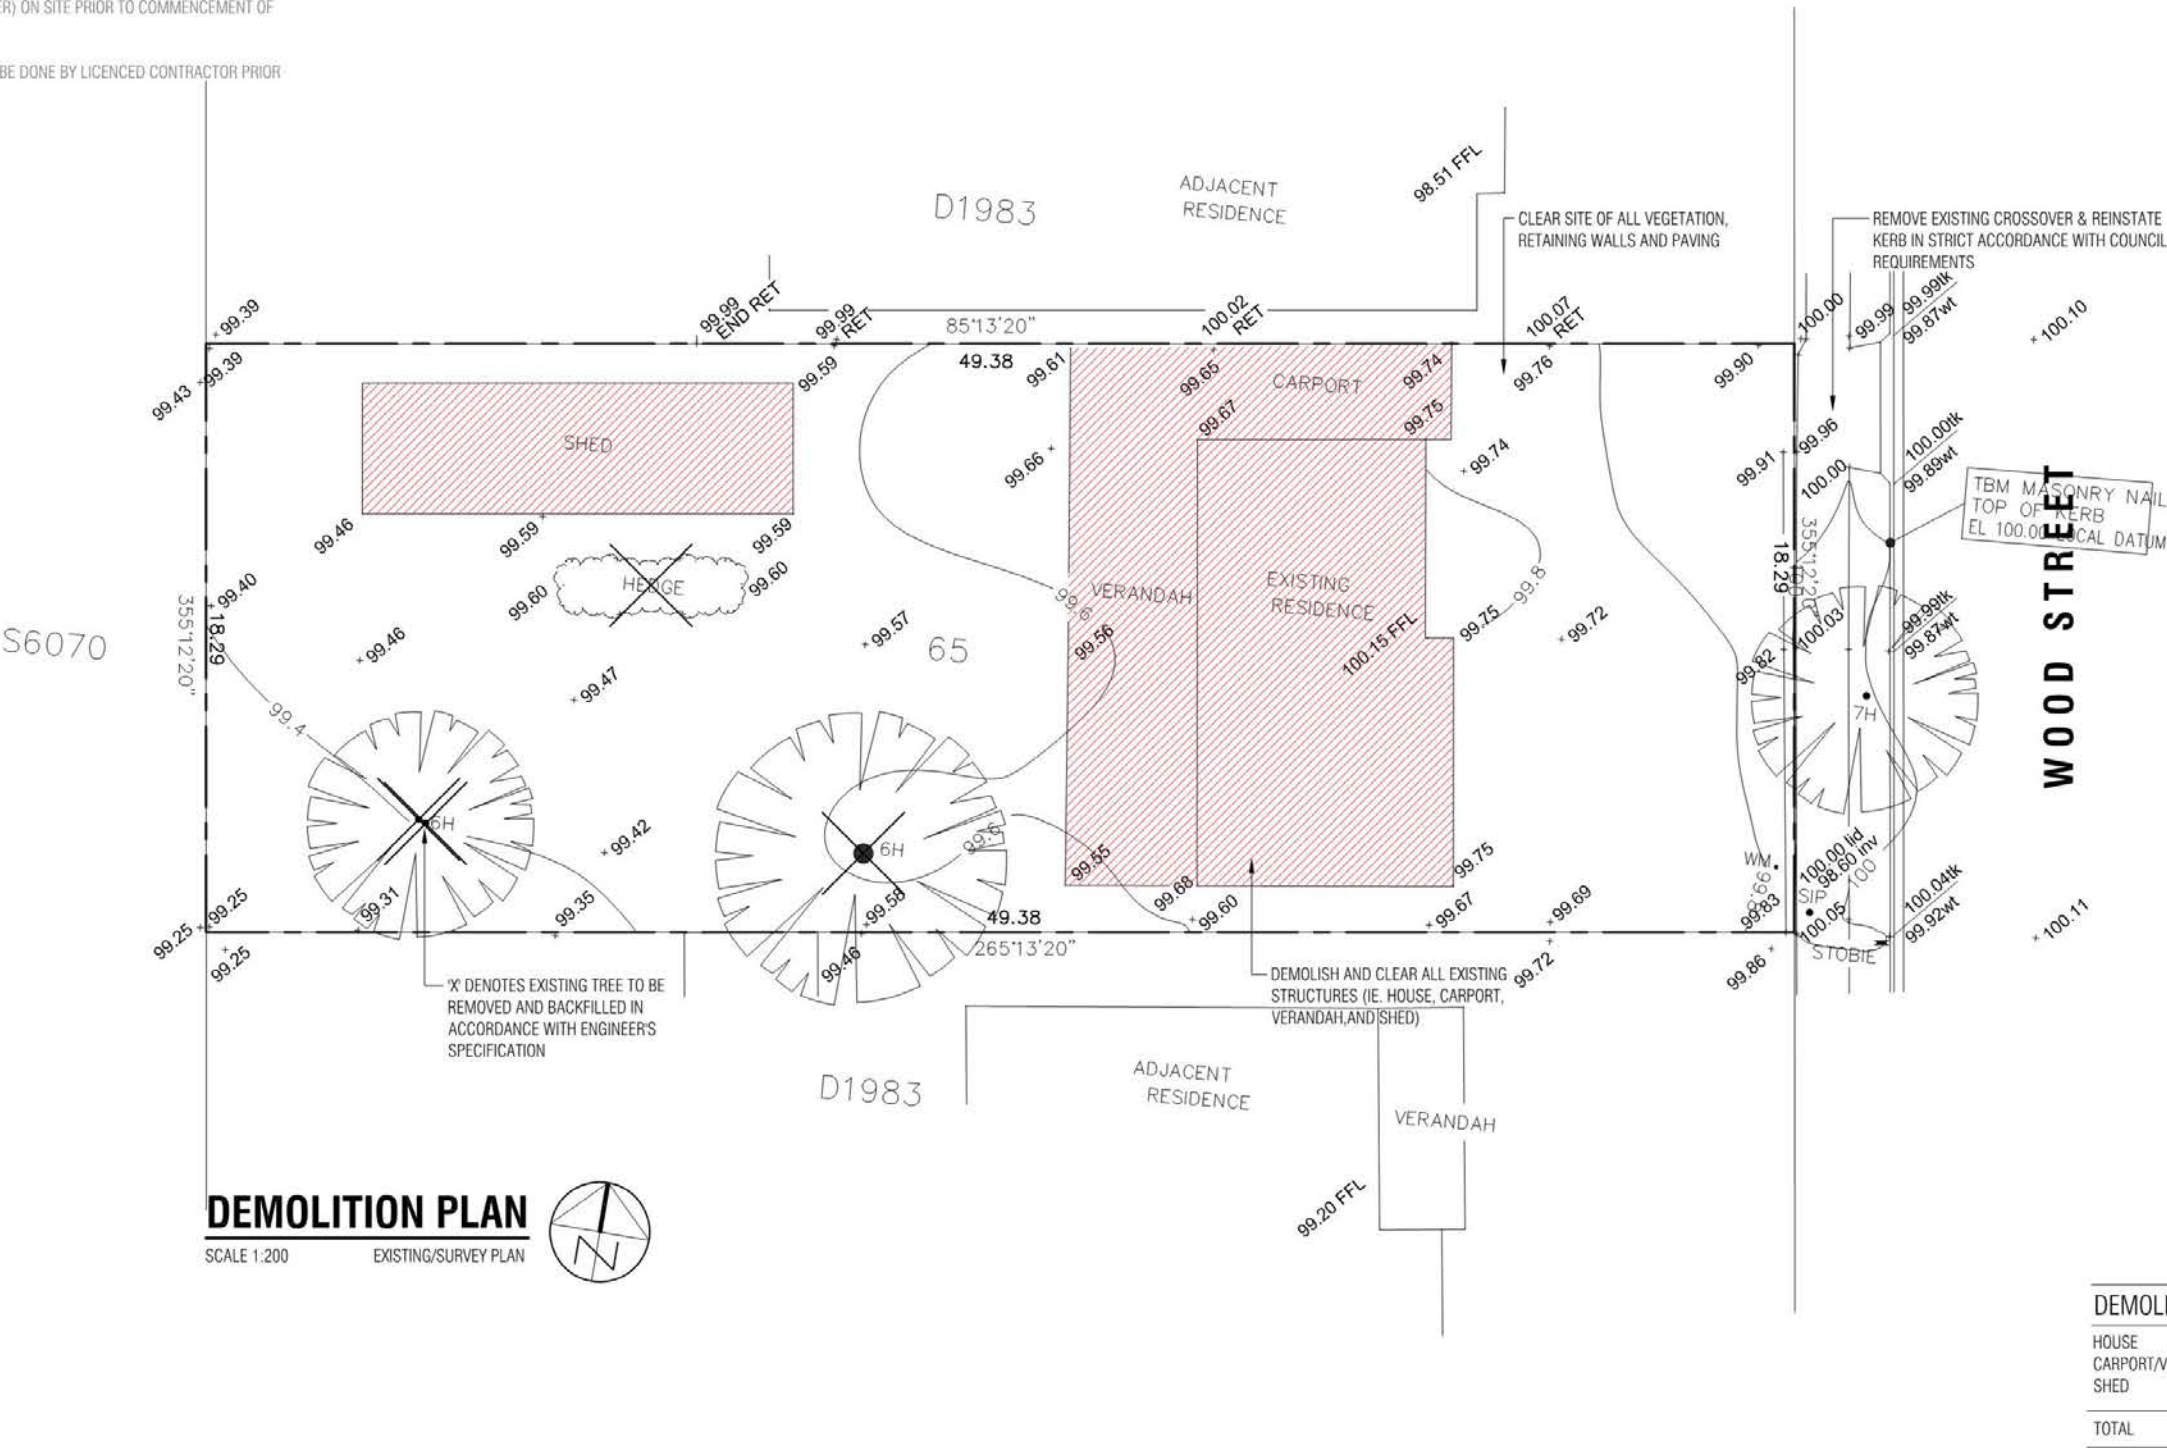 ER) ON SITE PRIOR TO COMMENCEMENT OF
BE DONE BY LICENCED CONTRACTOR PRIOR
D1983
ADJACENT
RESIDENCE
98.51 FFL
CLEAR SITE OF ALL VEGETATION,
RETAINING WALLS AND PAVING
REMOVE EXISTING CROSSOVER & REINSTATE
KERB IN STRICT ACCORDANCE WITH COUNCIL
REQUIREMENTS
99.39
99.99
END RET
99.99
RET
85°13'20"
100.02
RET
100.07
RET
100.00
99.99
99.99tk
99.87wt
100.10
99.43
99.39
99.59
49.38
99.61
99.65
CARPORT
99.74
99.76
99.90
SHED
99.67
99.75
99.66
99.74
99.91
99.96
100.00
100.00tk
99.89wt
TBM MASONRY NAIL
TOP OF KERB
EL 100.00 LOCAL DATUM
99.46
99.59
99.59
HEDGE
99.60
99.60
99.40
18.29
355°12'20"
99.46
99.47
99.57
65
99.6
VERANDAH
99.56
EXISTING
RESIDENCE
100.15 FFL
99.75
99.8
99.72
18.29
355°12'20"
100.03
99.82
99.99tk
99.87wt
7H
WOOD STREET
S6070
99.4
6H
99.42
6H
99.6
99.55
99.75
WM
99.83
100.00 lid
98.60 inv
100
SIP
100.05
100.04tk
99.92wt
STOBIE
99.86
100.11
99.25
99.25
99.25
99.31
99.35
99.58
99.46
49.38
265°13'20"
99.68
99.60
99.67
99.69
99.72
'X' DENOTES EXISTING TREE TO BE
REMOVED AND BACKFILLED IN
ACCORDANCE WITH ENGINEER'S
SPECIFICATION
DEMOLISH AND CLEAR ALL EXISTING
STRUCTURES (IE. HOUSE, CARPORT,
VERANDAH,AND SHED)
D1983
ADJACENT
RESIDENCE
VERANDAH
99.20 FFL
DEMOLITION PLAN
SCALE 1:200 EXISTING/SURVEY PLAN
N
DEMOLI
HOUSE
CARPORT/V
SHED
TOTAL